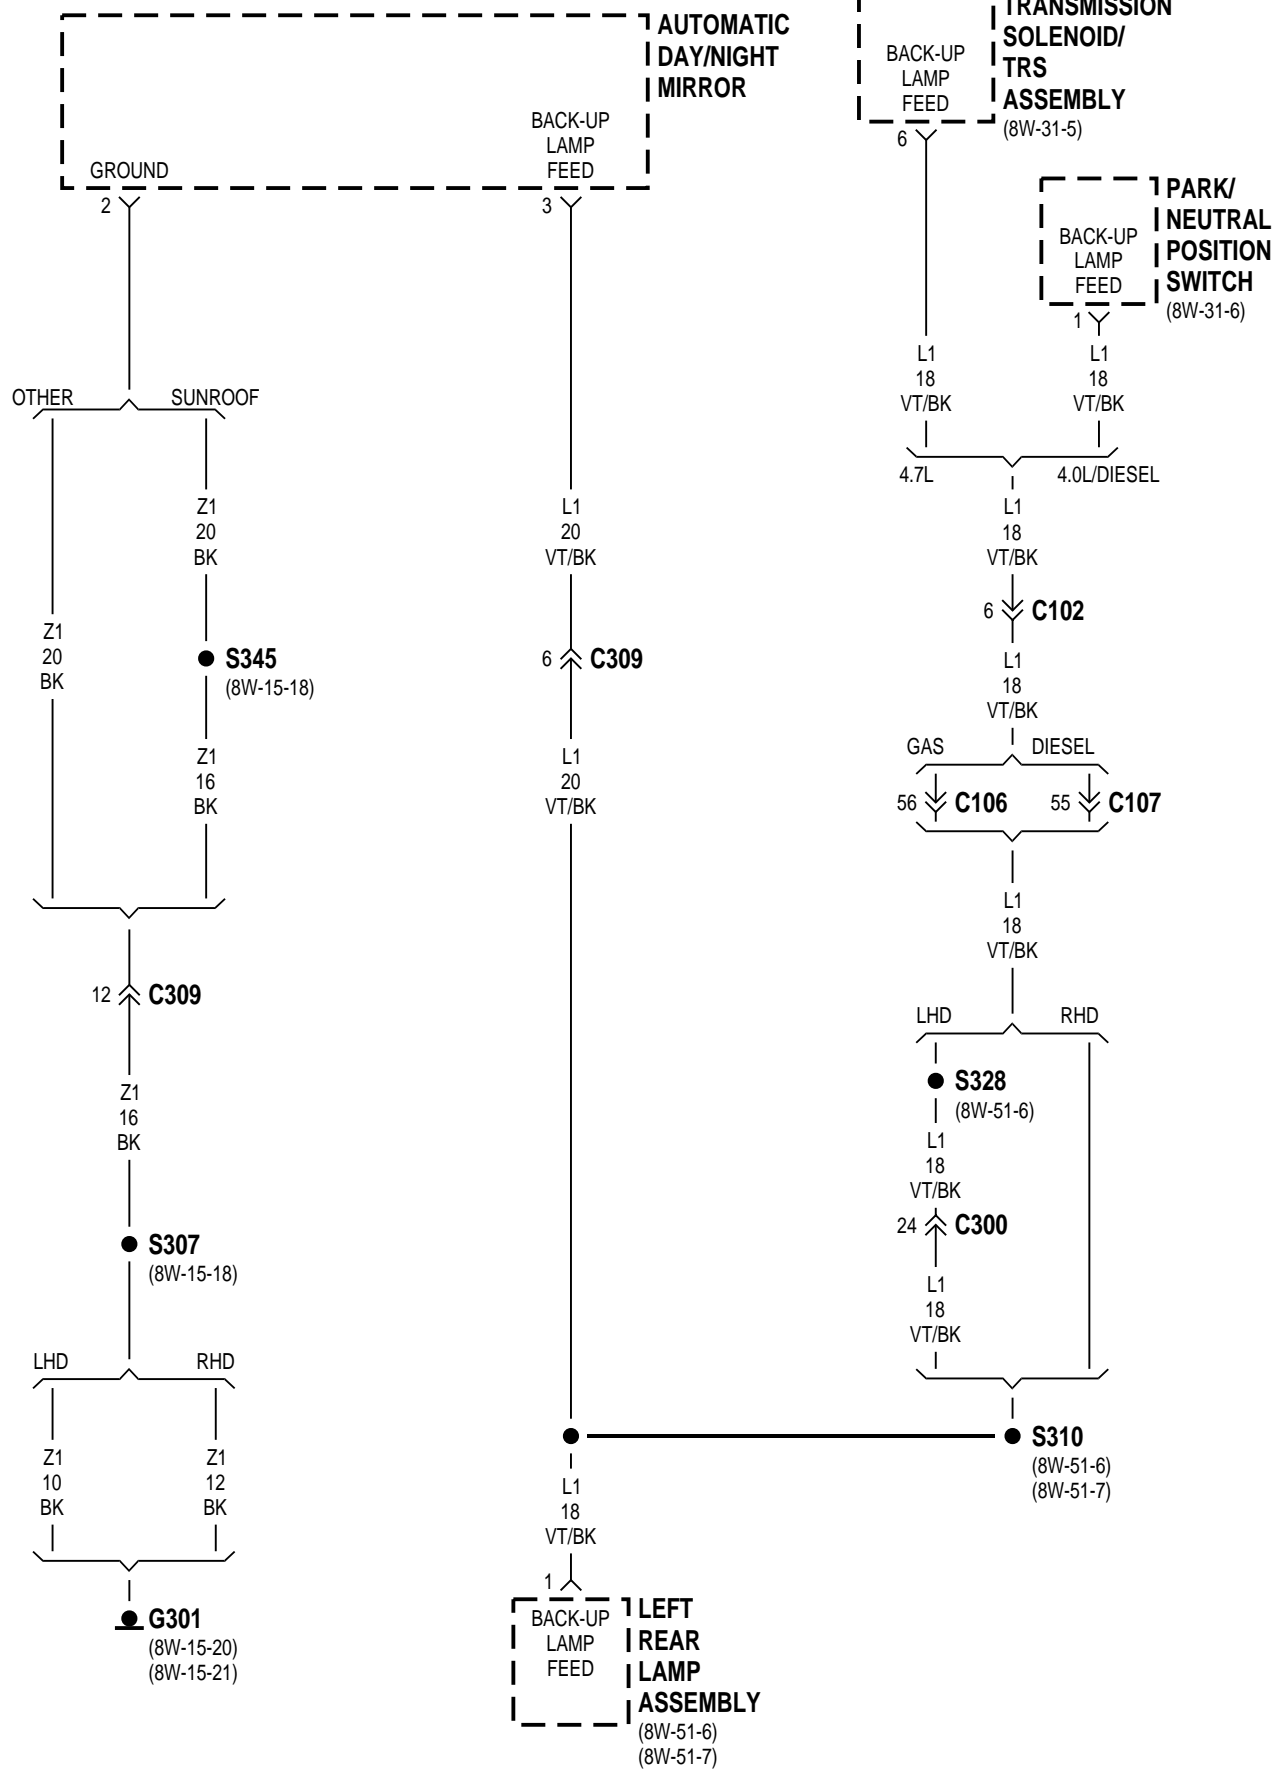 AUTOMATIC
DAY/NIGHT
MIRROR
BACK-UP
LAMP
FEED
GROUND
2
3
TRANSMISSION
SOLENOID/
TRS
ASSEMBLY
(8W-31-5)
BACK-UP
LAMP
FEED
6
PARK/
NEUTRAL
POSITION
SWITCH
(8W-31-6)
BACK-UP
LAMP
FEED
1
L1
18
VT/BK
L1
18
VT/BK
4.7L
4.0L/DIESEL
OTHER
SUNROOF
Z1
20
BK
Z1
20
BK
S345
(8W-15-18)
Z1
16
BK
12
C309
Z1
16
BK
S307
(8W-15-18)
LHD
RHD
Z1
10
BK
Z1
12
BK
G301
(8W-15-20)
(8W-15-21)
L1
20
VT/BK
6
C309
L1
20
VT/BK
L1
18
VT/BK
1
BACK-UP
LAMP
FEED
LEFT
REAR
LAMP
ASSEMBLY
(8W-51-6)
(8W-51-7)
L1
18
VT/BK
6
C102
L1
18
VT/BK
GAS
DIESEL
56
C106
55
C107
L1
18
VT/BK
LHD
RHD
S328
(8W-51-6)
L1
18
VT/BK
24
C300
L1
18
VT/BK
S310
(8W-51-6)
(8W-51-7)